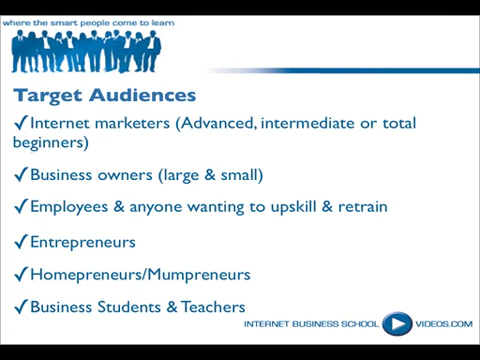 where the smart people come to learn
Target Audiences
✓Internet marketers (Advanced, intermediate or total
beginners)
✓Business owners (large & small)
✓Employees & anyone wanting to upskill & retrain
✓Entrepreneurs
✓Homepreneurs/Mumpreneurs
✓Business Students & Teachers
INTERNET BUSINESS SCHOOL VIDEOS.COM